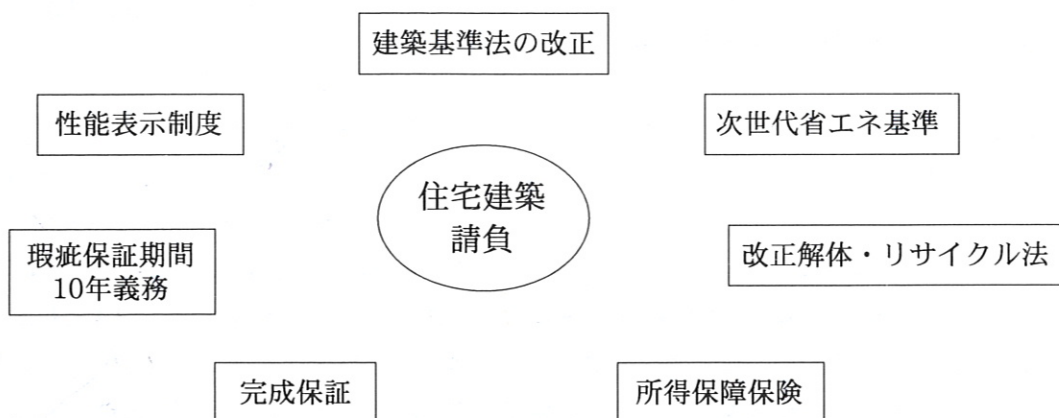 建築基準法の改正
性能表示制度
次世代省エネ基準
住宅建築
請負
瑕疵保証期間
10年義務
改正解体・リサイクル法
完成保証
所得保障保険